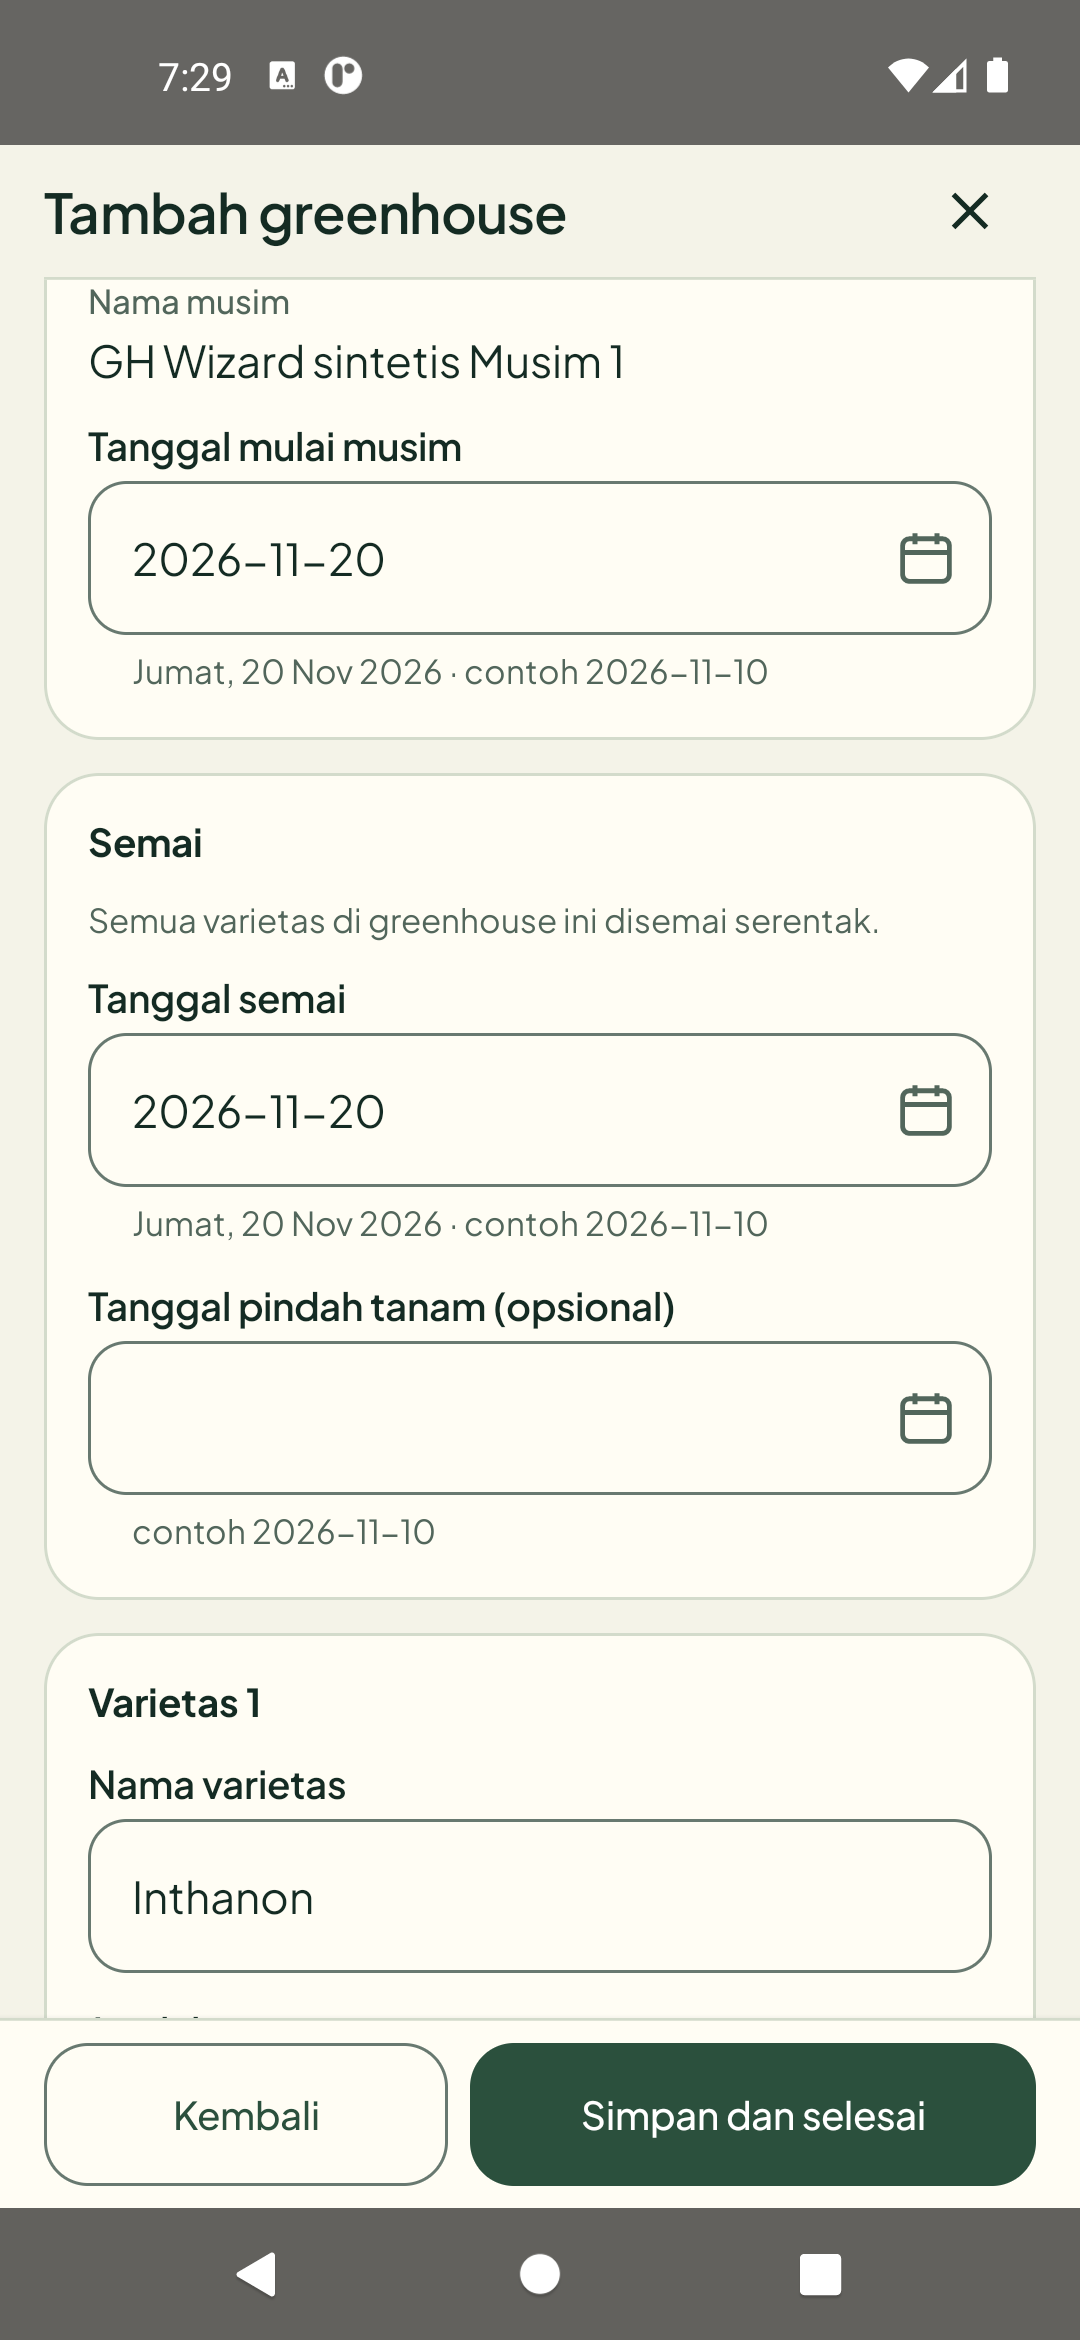 7:29
Tambah greenhouse
Nama musim
GH Wizard sintetis Musim 1
Tanggal mulai musim
2026-11-20
Jumat, 20 Nov 2026 · contoh 2026-11-10
Semai
Semua varietas di greenhouse ini disemai serentak.
Tanggal semai
2026-11-20
Jumat, 20 Nov 2026 · contoh 2026-11-10
Tanggal pindah tanam (opsional)
contoh 2026-11-10
Varietas 1
Nama varietas
Inthanon
Kembali
Simpan dan selesai